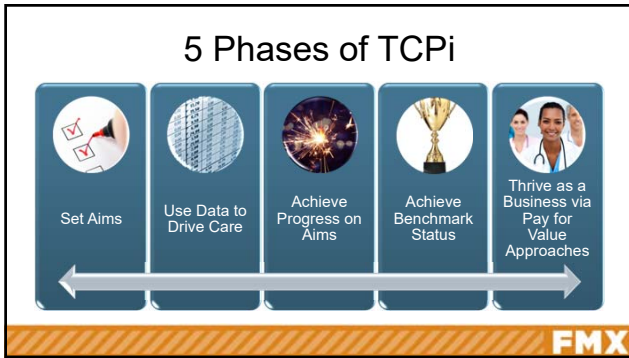 5 Phases of TCPi
Set Aims
Use Data to
Drive Care
Achieve
Progress on
Aims
Achieve
Benchmark
Status
Thrive as a
Business via
Pay for
Value
Approaches
FMX